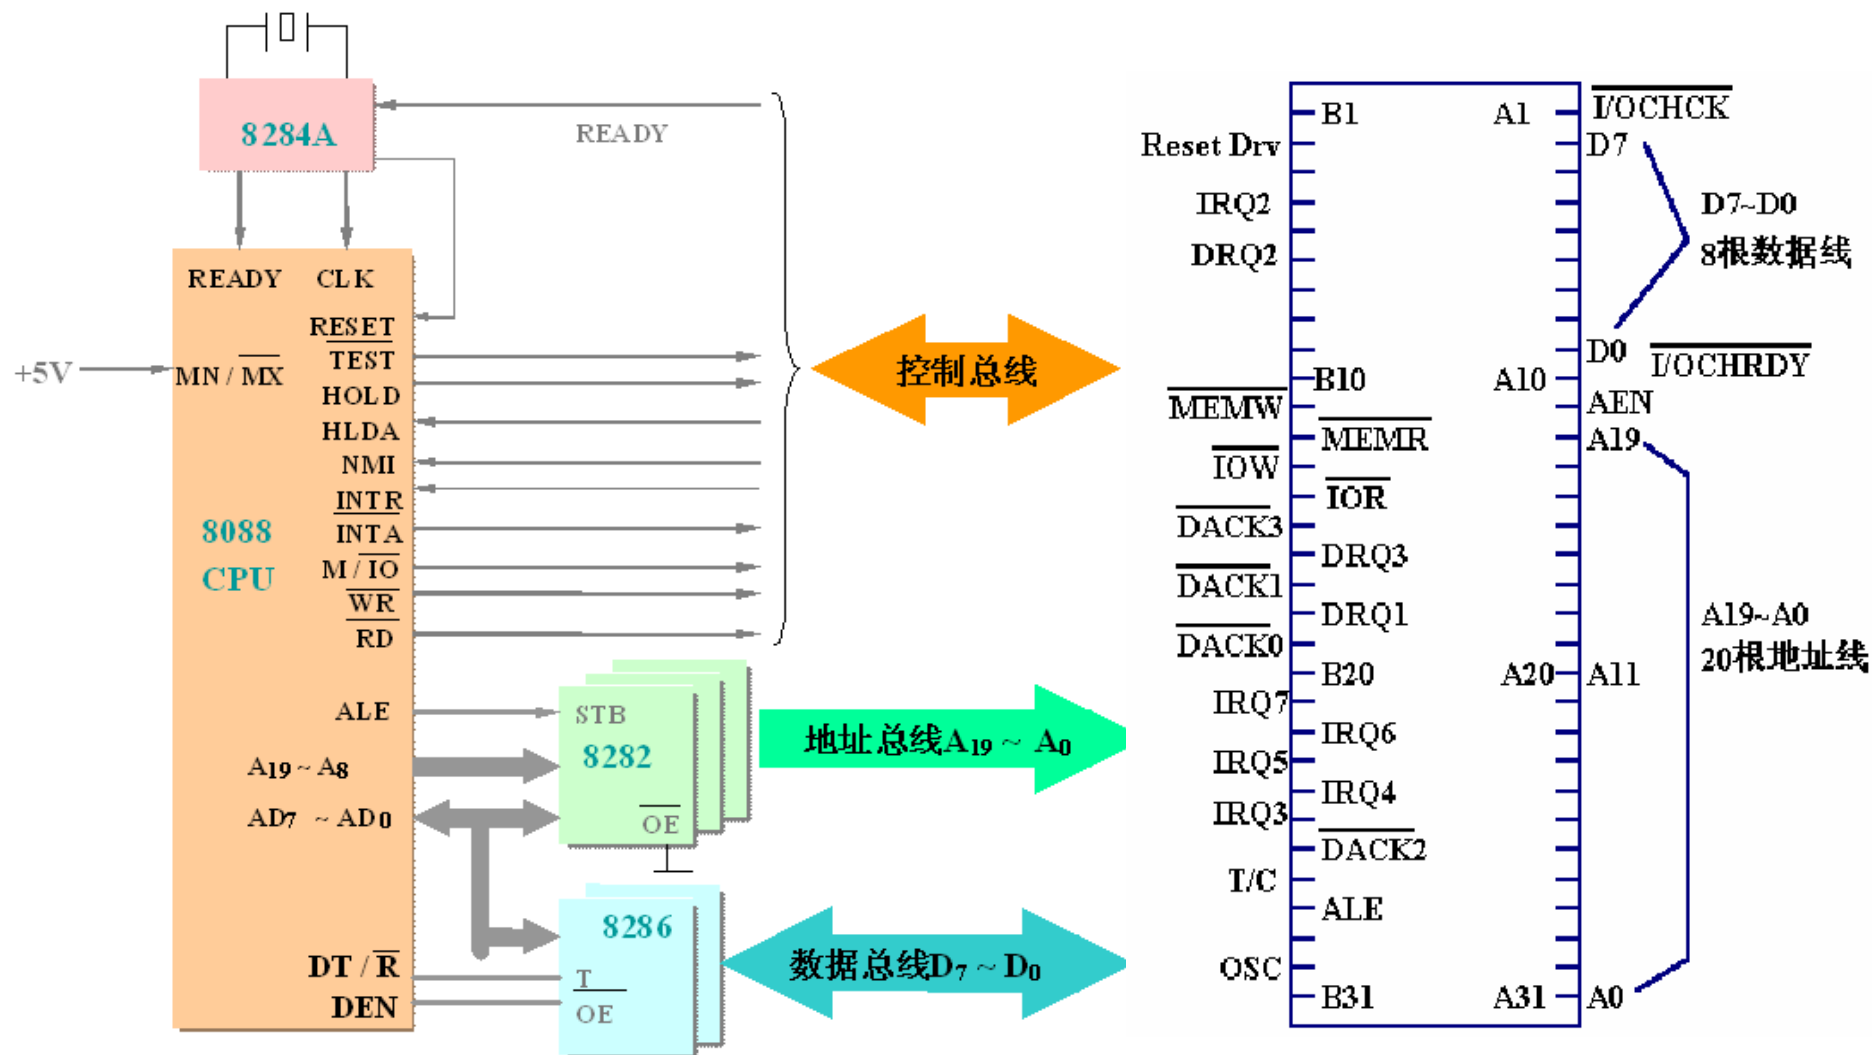 8284A
READY
READY CLK
RESET
+5V
MN / MX
TEST
HOLD
HLDA
NMI
INTR
INTA
8088
CPU
M / IO
WR
RD
ALE
A19 ~ A8
AD7 ~ AD0
DT / R
DEN
STB
8282
OE
8286
T
OE
控制总线
地址总线A19 ~ A0
数据总线D7 ~ D0
B1 A1 I/OCHCK
Reset Drv D7
IRQ2
D7~D0
DRQ2
8根数据线
D0 I/OCHRDY
B10 A10
MEMW AEN
MEMR A19
IOW
IOR
DACK3
DRQ3
DACK1
DRQ1
A19~A0
DACK0
20根地址线
B20 A20 A11
IRQ7
IRQ6
IRQ5
IRQ4
IRQ3
DACK2
T/C
ALE
OSC
B31 A31 A0